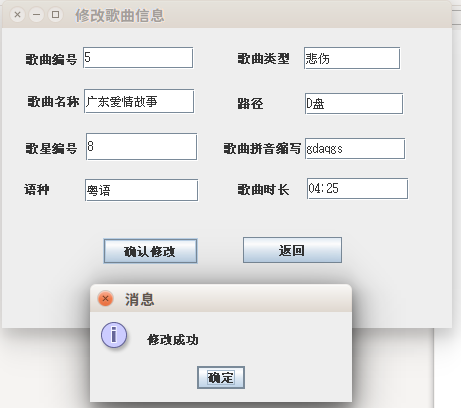 修改歌曲信息
歌曲编号 5 歌曲类型 悲伤
歌曲名称 广东爱情故事 路径 D盘
歌星编号 8 歌曲拼音缩写 gdaqgs
语种 粤语 歌曲时长 04:25
确认修改 返回
消息
修改成功
确定